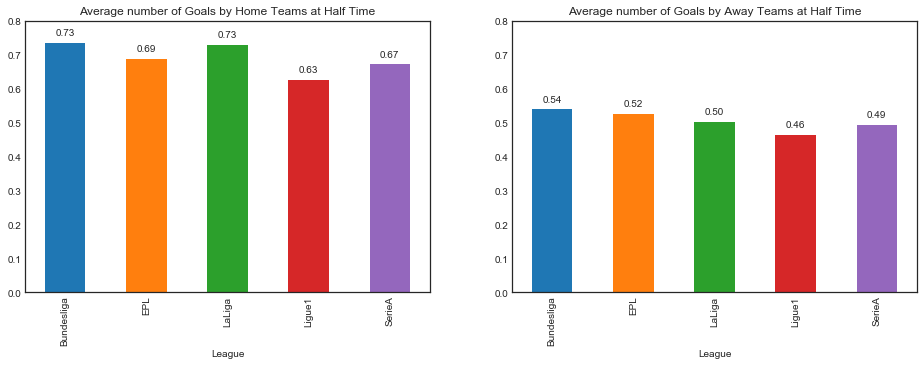 Average number of Goals by Home Teams at Half Time
0.8
0.7
0.6
0.5
0.4
0.3
0.2
0.1
0.0
0.73
0.69
0.73
0.63
0.67
Bundesliga
EPL
LaLiga
Ligue1
SerieA
League
Average number of Goals by Away Teams at Half Time
0.8
0.7
0.6
0.5
0.4
0.3
0.2
0.1
0.0
0.54
0.52
0.50
0.46
0.49
Bundesliga
EPL
LaLiga
Ligue1
SerieA
League